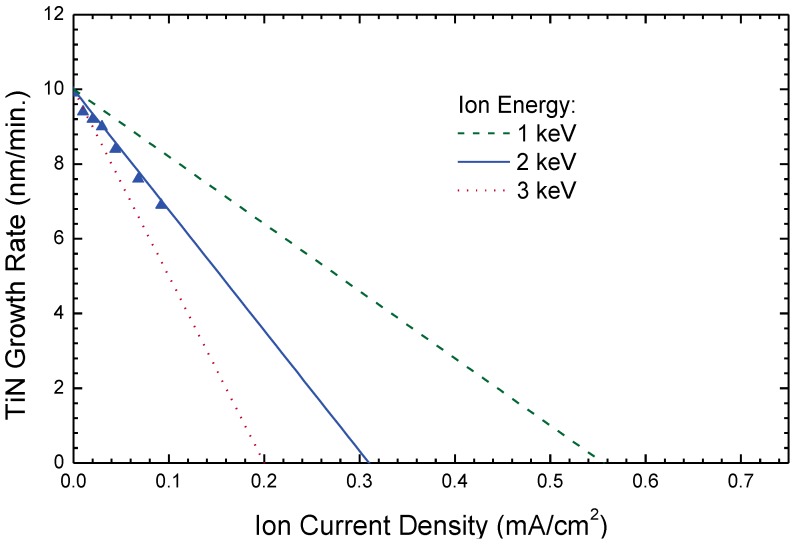 12
10
8
6
4
2
0
TiN Growth Rate (nm/min.)
Ion Energy:
1 keV
2 keV
3 keV
0.0 0.1 0.2 0.3 0.4 0.5 0.6 0.7
Ion Current Density (mA/cm²)